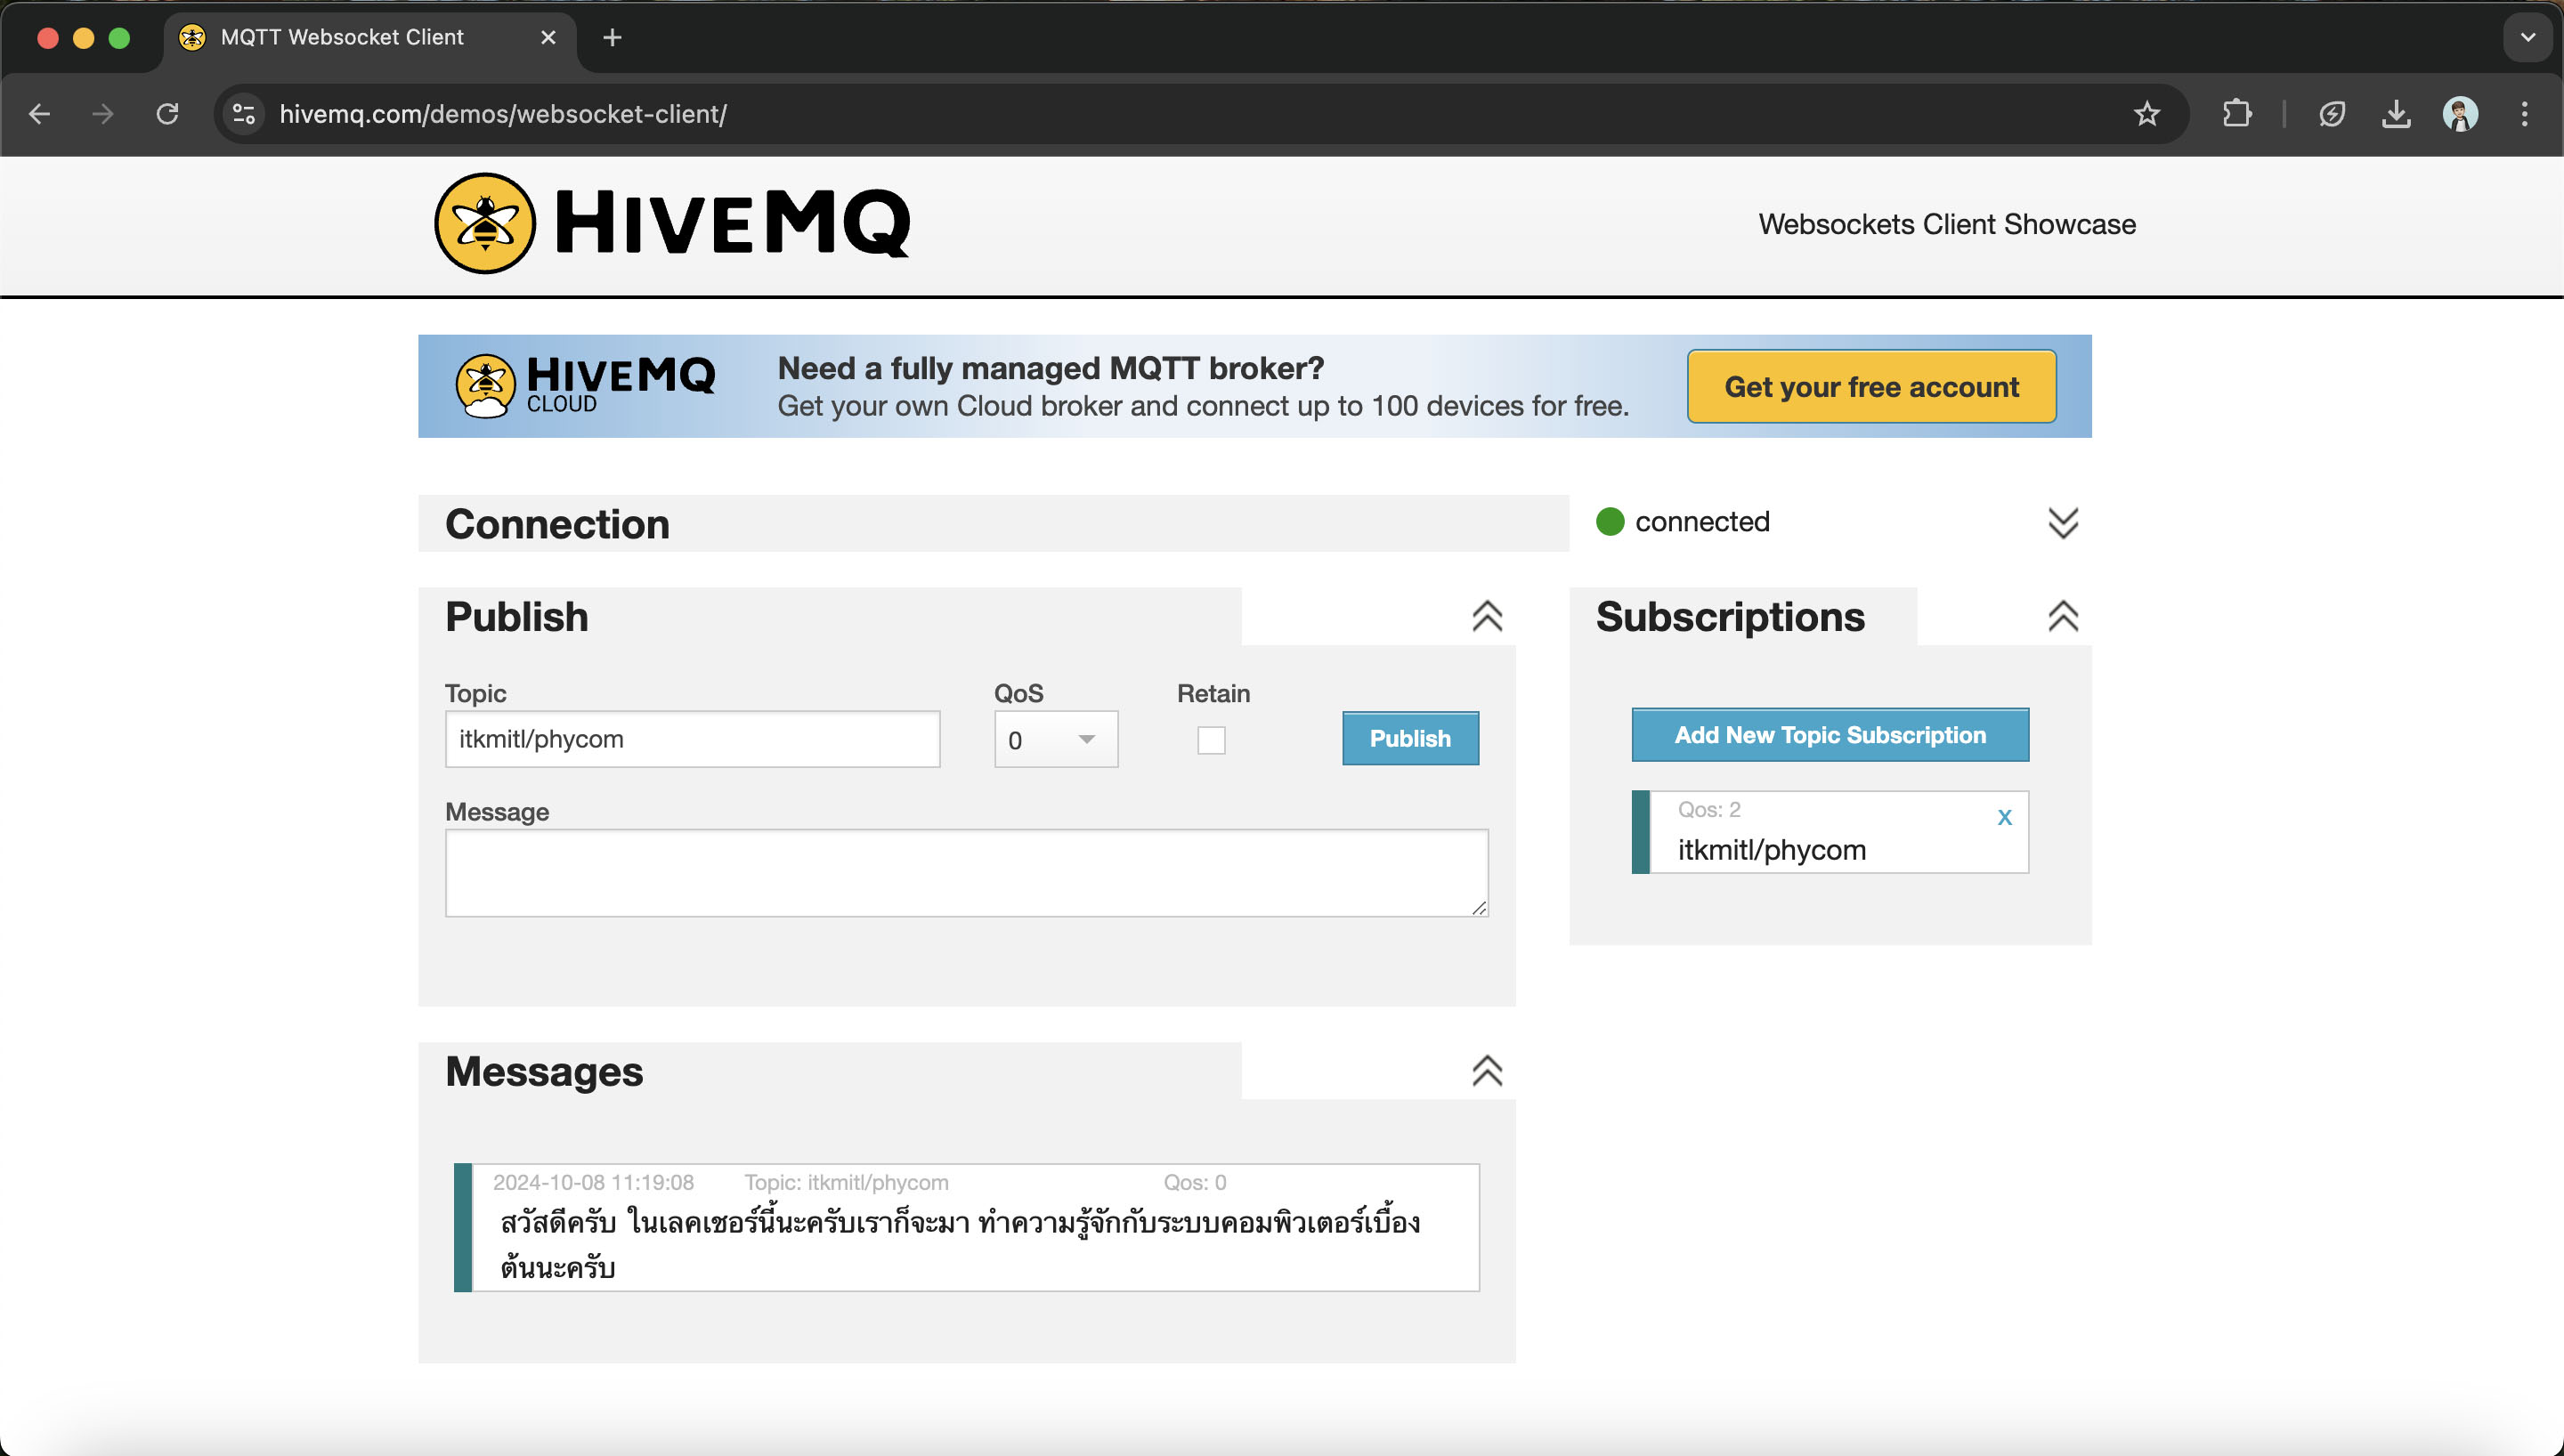 MQTT Websocket Client
hivemq.com/demos/websocket-client/
HIVEMQ
Websockets Client Showcase
HIVEMQ
CLOUD
Need a fully managed MQTT broker?
Get your own Cloud broker and connect up to 100 devices for free.
Get your free account
Connection
connected
Publish
Topic
QoS
Retain
itkmitl/phycom
0
Publish
Message
Subscriptions
Add New Topic Subscription
Qos: 2
x
itkmitl/phycom
Messages
2024-10-08 11:19:08 Topic: itkmitl/phycom Qos: 0
สวัสดีครับ ในเลคเชอร์นี้นะครับเราก็จะมา ทำความรู้จักกับระบบคอมพิวเตอร์เบื้อง
ต้นนะครับ